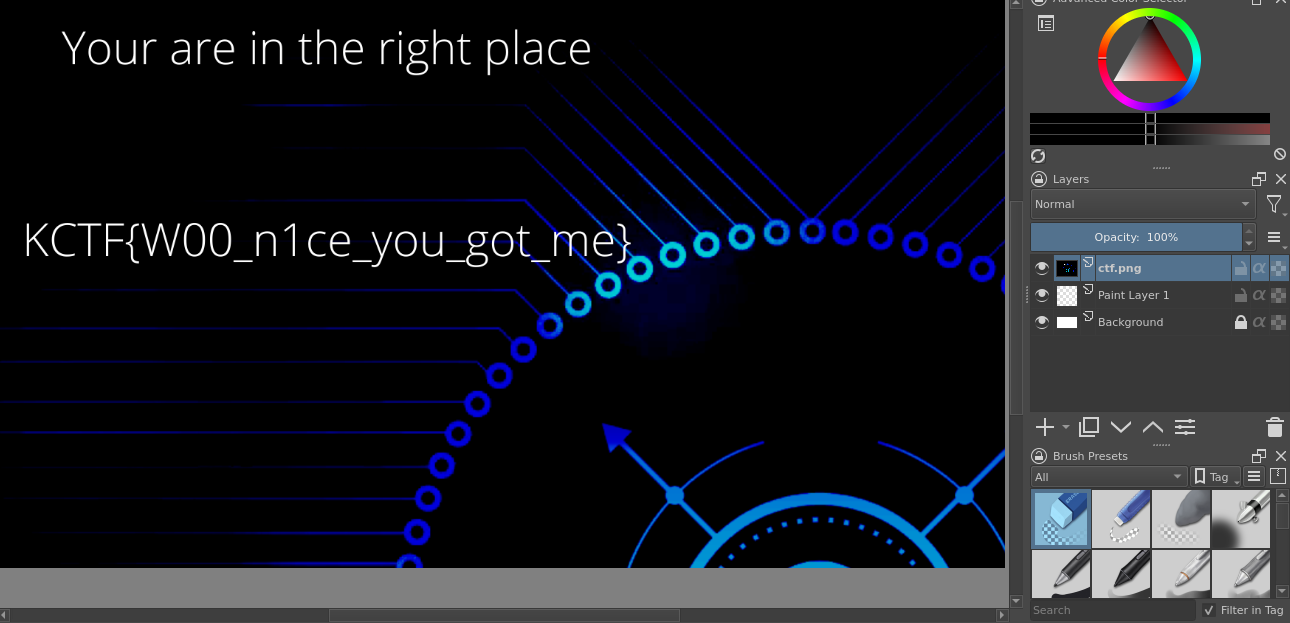 Advanced Color Selector
Your are in the right place
Layers
Normal
KCTF{W00_n1ce_you_got_me}
Opacity: 100%
ctf.png
Paint Layer 1
Background
Brush Presets
All
Tag
Search
Filter in Tag